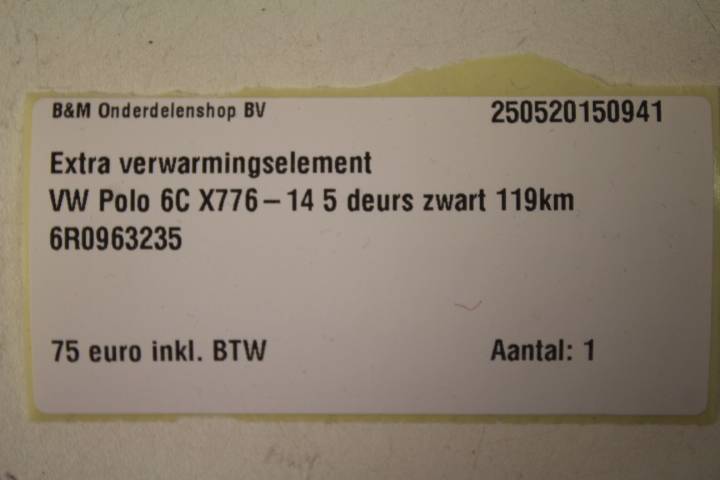 B&M Onderdelenshop BV 250520150941
Extra verwarmingselement
VW Polo 6C X776-14 5 deurs zwart 119km
6R0963235
75 euro inkl. BTW Aantal: 1